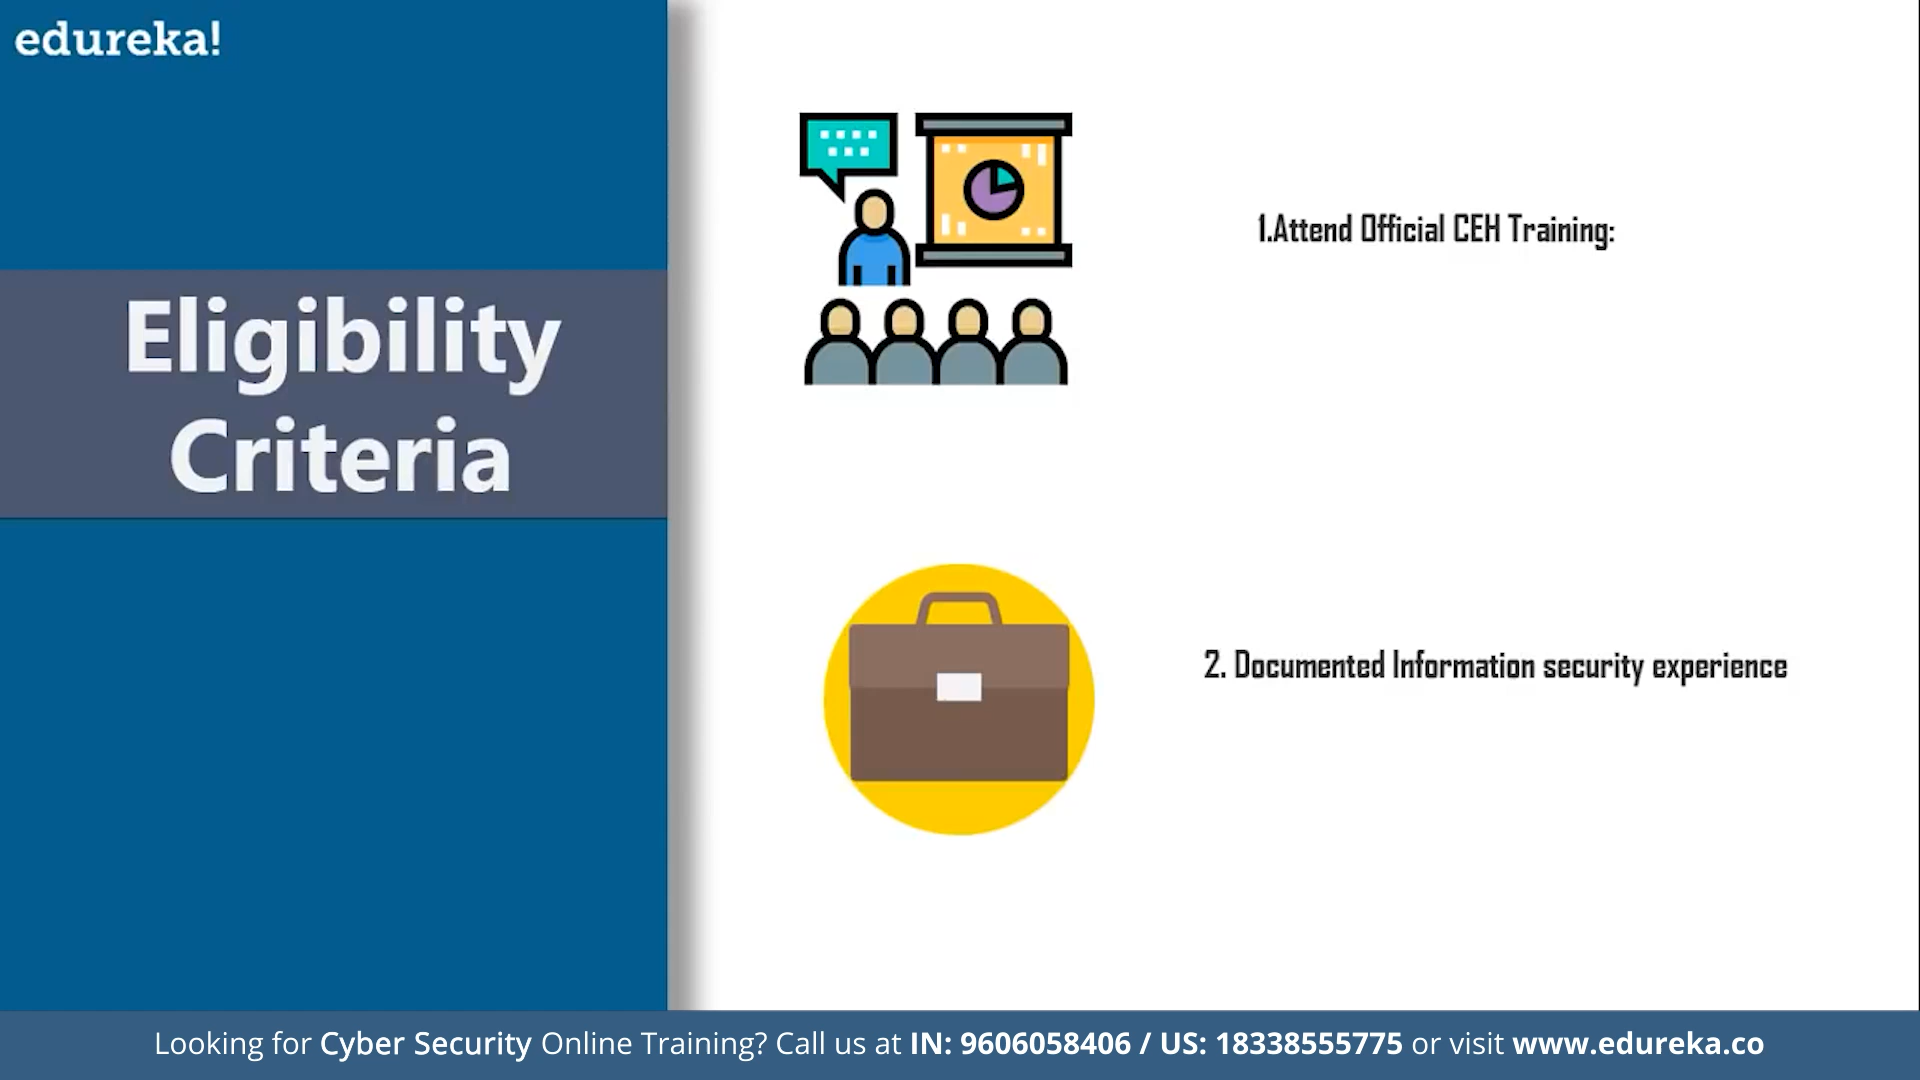 edureka!
Eligibility
Criteria
1.Attend Official CEH Training:
2. Documented Information security experience
Looking for Cyber Security Online Training? Call us at IN: 9606058406 / US: 18338555775 or visit www.edureka.co